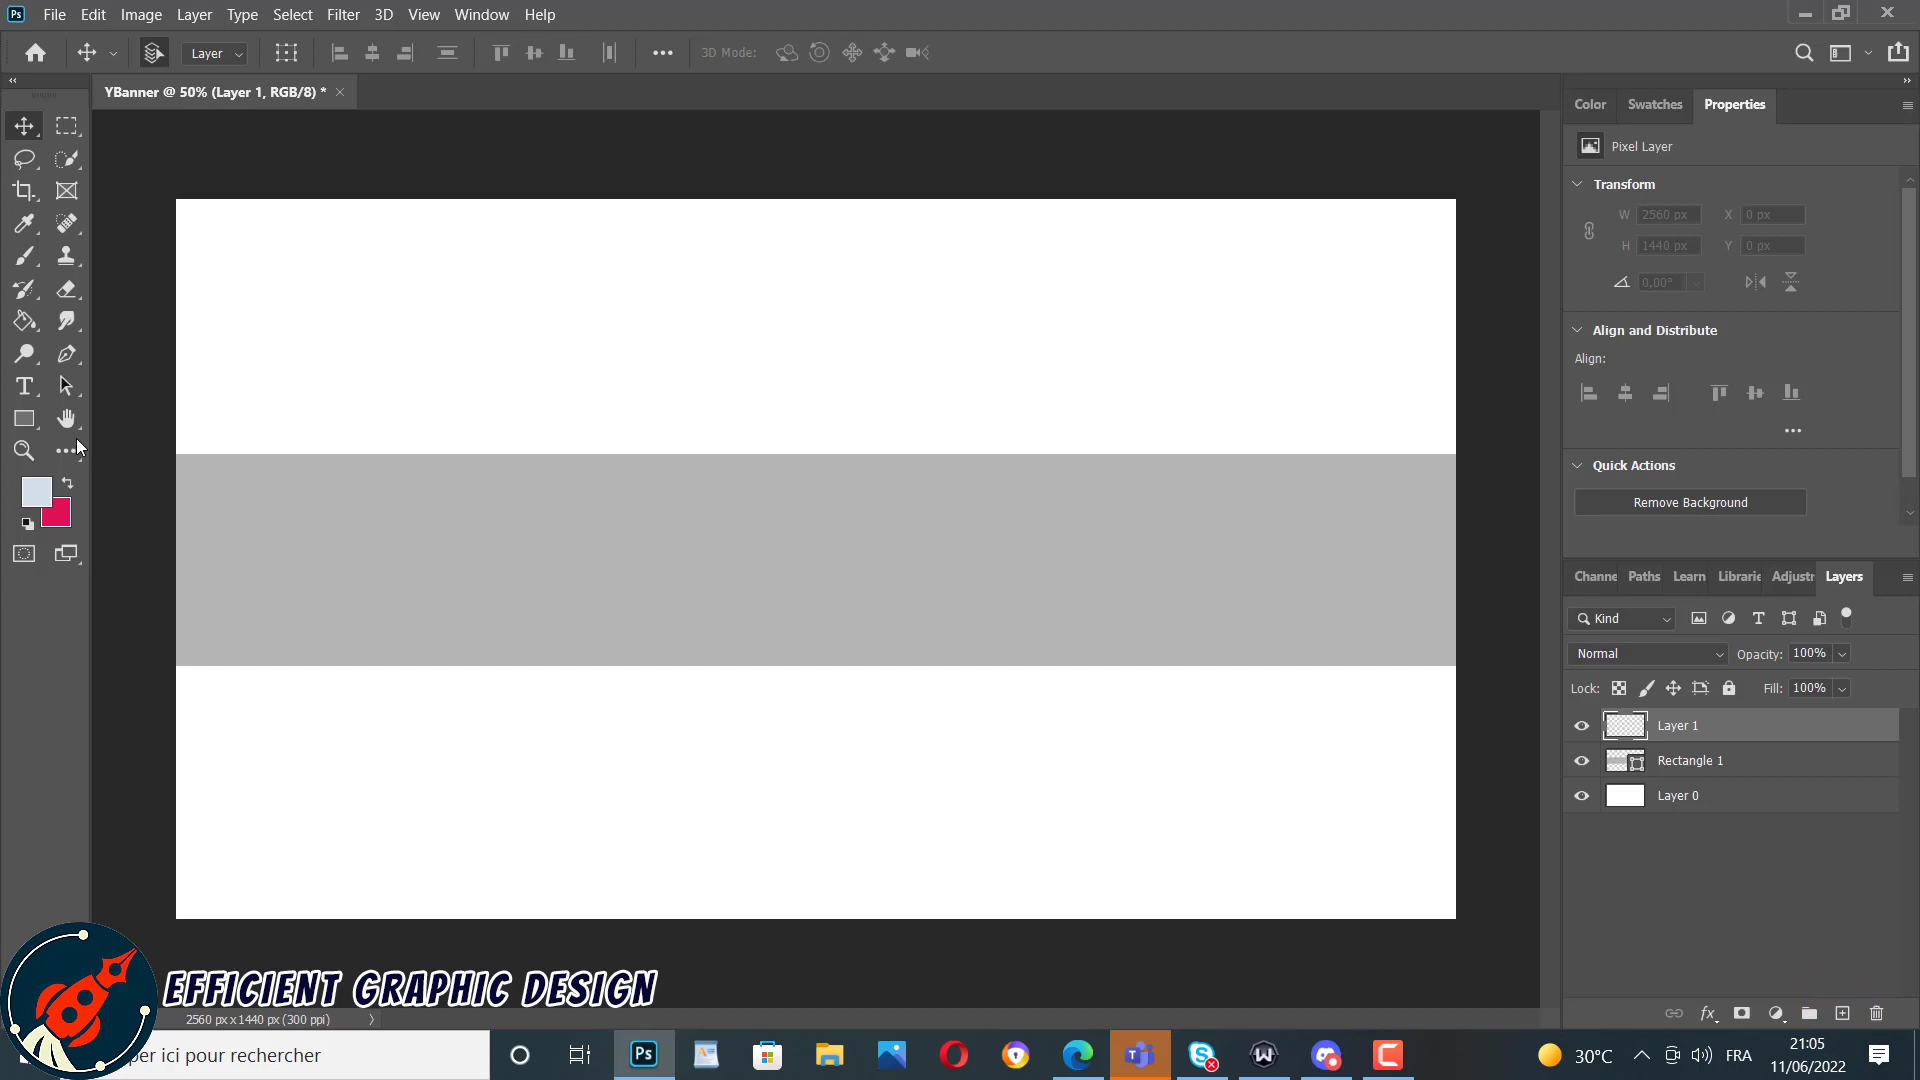 File Edit Image Layer Type Select Filter 3D View Window Help
Layer 3D Mode:
YBanner @ 50% (Layer 1, RGB/8) *
Color Swatches Properties
Pixel Layer
Transform
W 2560 px X 0 px
H 1440 px Y 0 px
0,00°
Align and Distribute
Align:
Quick Actions
Remove Background
Channe Paths Learn Librarie Adjustr Layers
Kind
Normal Opacity: 100%
Lock: Fill: 100%
Layer 1
Rectangle 1
Layer 0
EFFICIENT GRAPHIC DESIGN
2560 px x 1440 px (300 ppi)
per ici pour rechercher
30°C FRA
21:05
11/06/2022